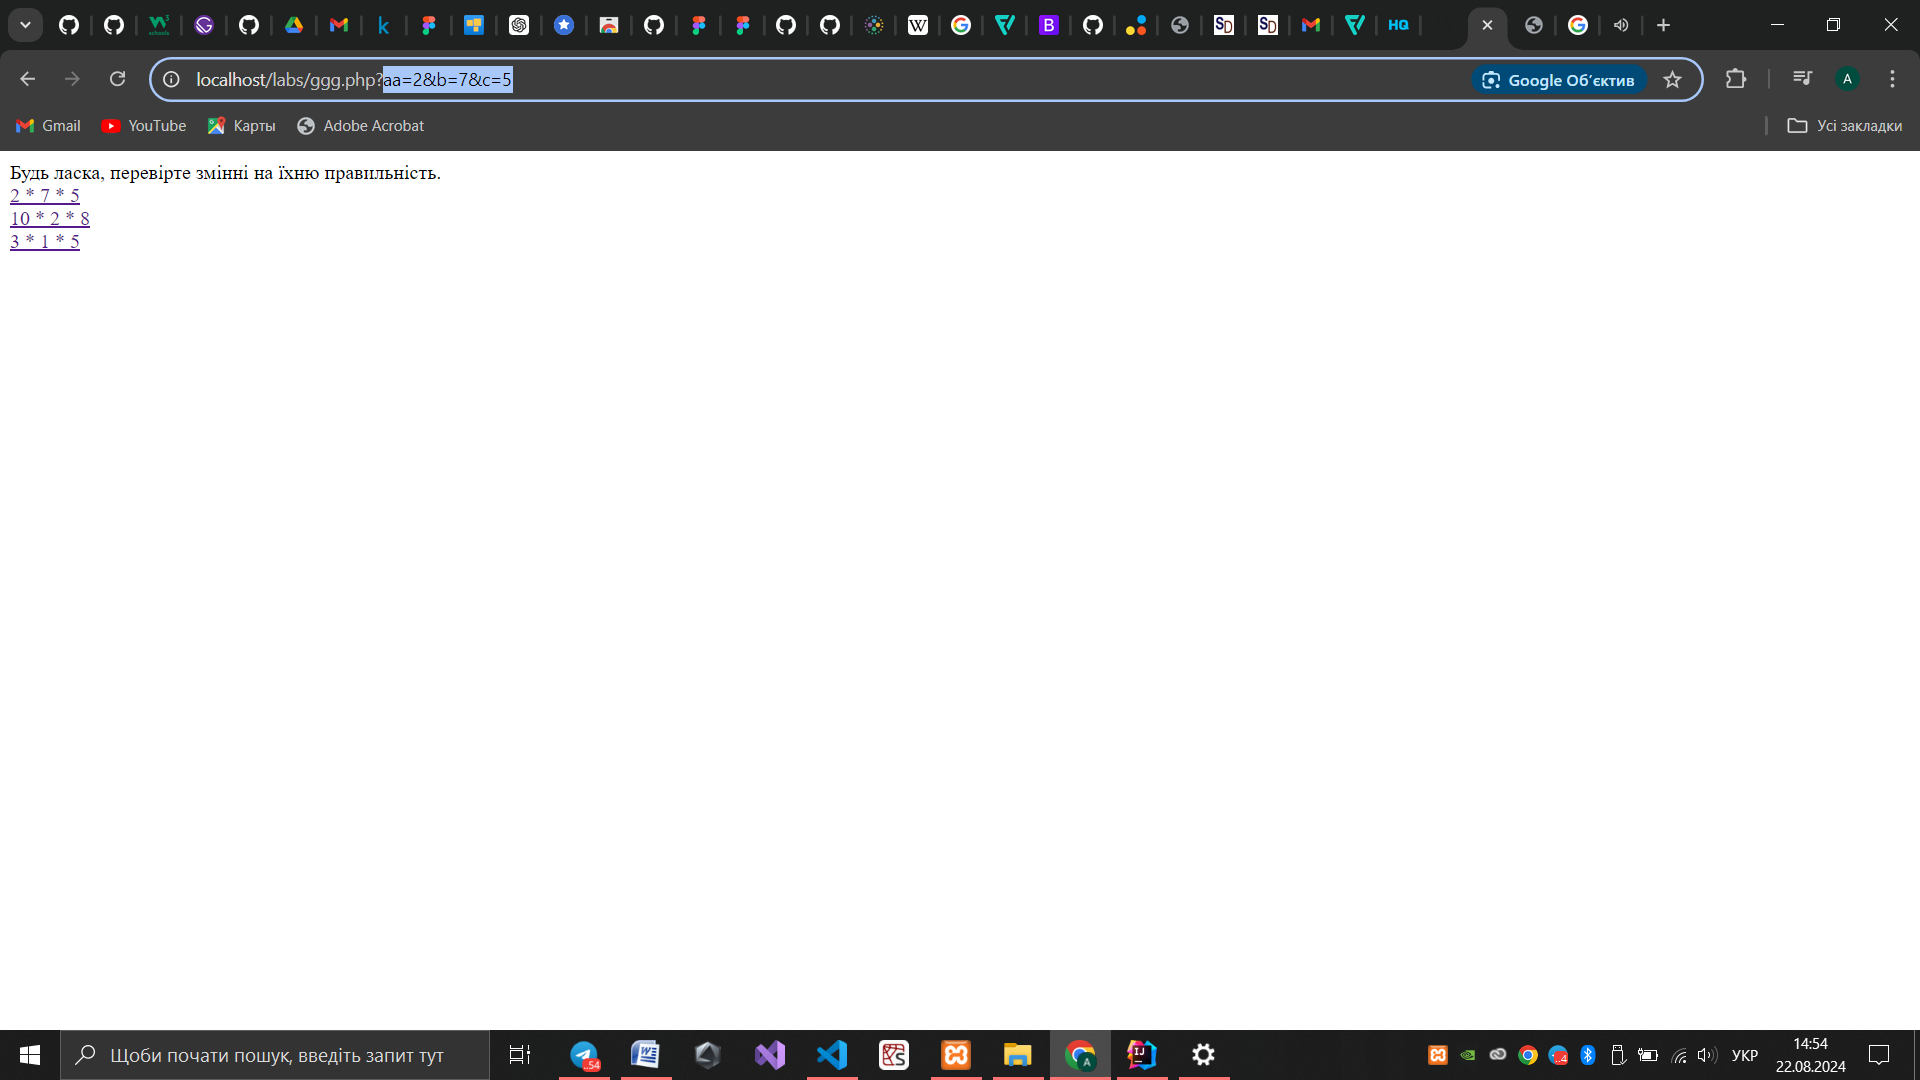 localhost/labs/ggg.php?aa=2&b=7&c=5
Google Об'єктив
A
Gmail
YouTube
Карты
Adobe Acrobat
Усі закладки
Будь ласка, перевірте змінні на їхню правильність.
2 * 7 * 5
10 * 2 * 8
3 * 1 * 5
Щоби почати пошук, введіть запит тут
УКР
14:54
22.08.2024